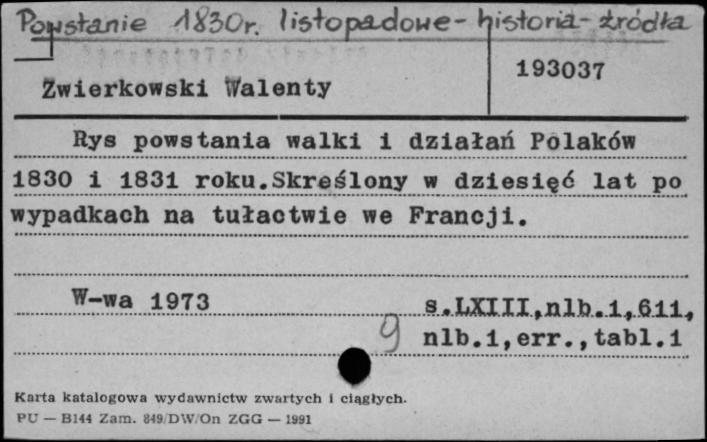 Powstanie 1830r. listopadowe - historia - źródła
193037
Zwierkowski Walenty
Rys powstania walki i działań Polaków
1830 i 1831 roku.Skreślony w dziesięć lat po
wypadkach na tułactwie we Francji.
W-wa 1973
s.LXIII,nlb.1,611,
9 nlb.1,err.,tabl.1
Karta katalogowa wydawnictw zwartych i ciągłych.
PU — B144 Zam. 849/DW/On ZGG — 1991